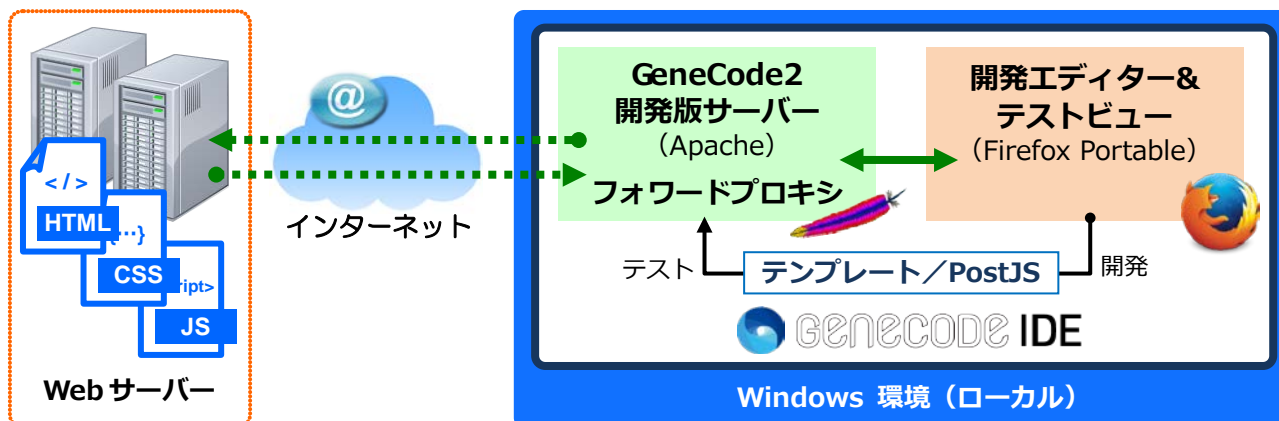 </>
HTML
{…}
CSS
ript>
JS
Web サーバー
@
インターネット
GeneCode2
開発版サーバー
（Apache）
フォワードプロキシ
開発エディター&
テストビュー
（Firefox Portable）
テスト
テンプレート／PostJS
開発
GENECODE IDE
Windows 環境（ローカル）